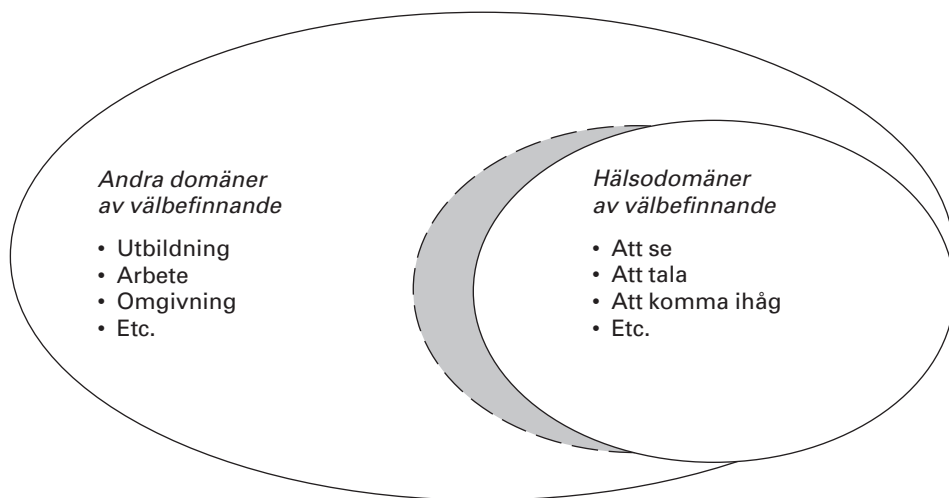 Andra domäner
av välbefinnande
• Utbildning
• Arbete
• Omgivning
• Etc.
Hälsodomäner
av välbefinnande
• Att se
• Att tala
• Att komma ihåg
• Etc.